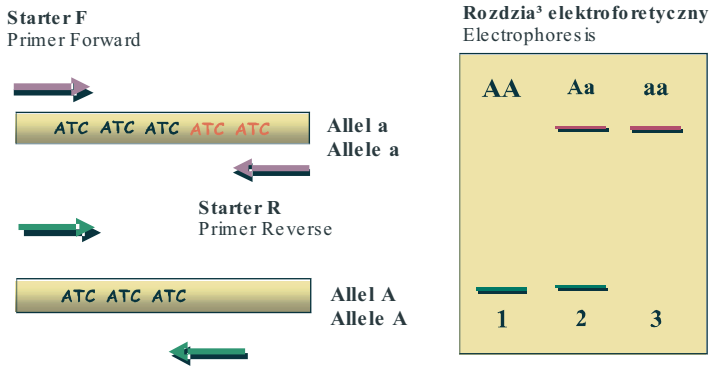 Starter F
Primer Forward
ATC ATC ATC ATC ATC
Allel a
Allele a
Starter R
Primer Reverse
ATC ATC ATC
Allel A
Allele A
Rozdzia³ elektroforetyczny
Electrophoresis
AA Aa aa
1 2 3